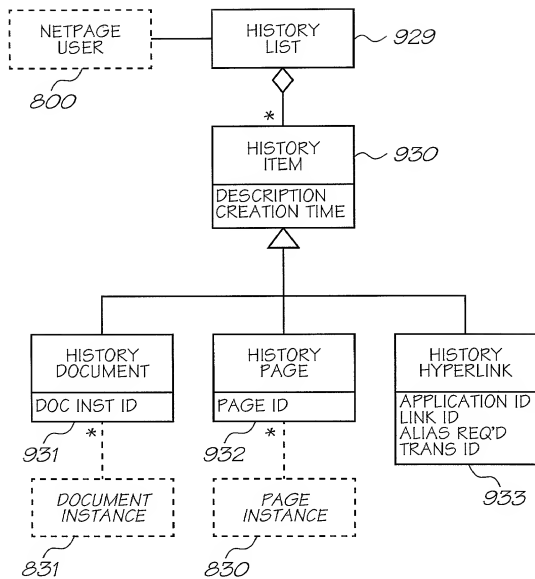 NETPAGE
USER
800
HISTORY
LIST
929
*
HISTORY
ITEM
930
DESCRIPTION
CREATION TIME
HISTORY
DOCUMENT
DOC INST ID
931
*
HISTORY
PAGE
PAGE ID
932
*
HISTORY
HYPERLINK
APPLICATION ID
LINK ID
ALIAS REQ'D
TRANS ID
933
DOCUMENT
INSTANCE
831
PAGE
INSTANCE
830